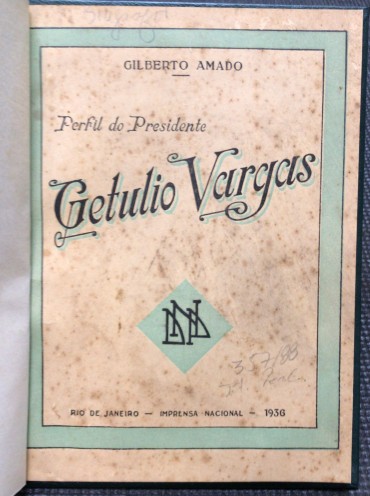 GILBERTO AMADO
Perfil do Presidente
Getulio Vargas
RIO DE JANEIRO — IMPRENSA NACIONAL — 1936